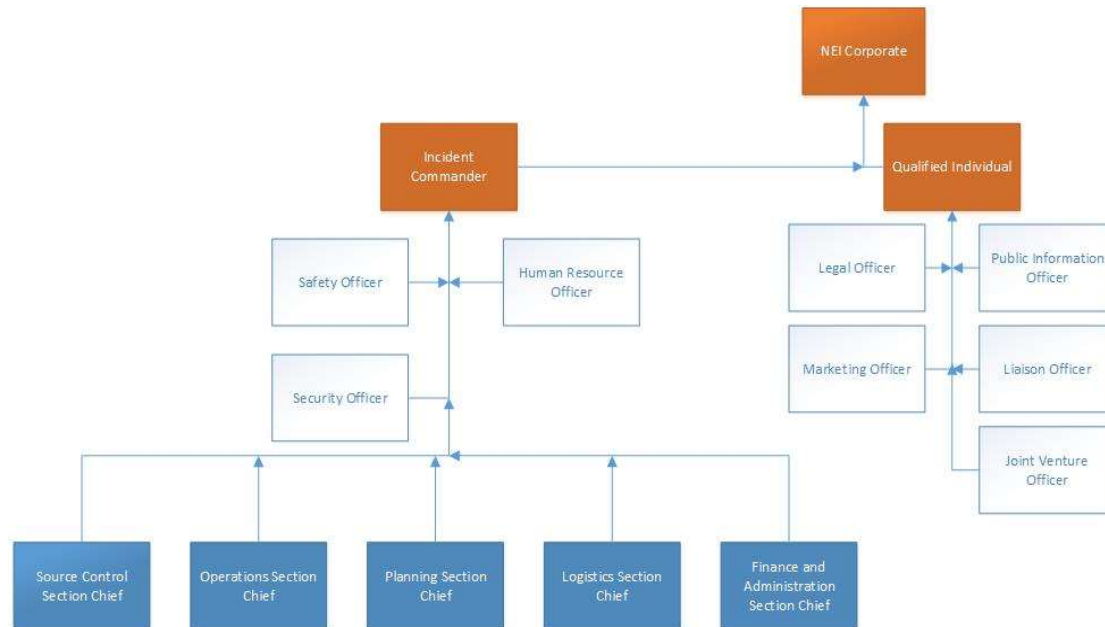 NEI Corporate
Incident
Commander
Qualified Individual
Safety Officer
Human Resource
Officer
Legal Officer
Public Information
Officer
Security Officer
Marketing Officer
Liaison Officer
Joint Venture
Officer
Source Control
Section Chief
Operations Section
Chief
Planning Section
Chief
Logistics Section
Chief
Finance and
Administration
Section Chief